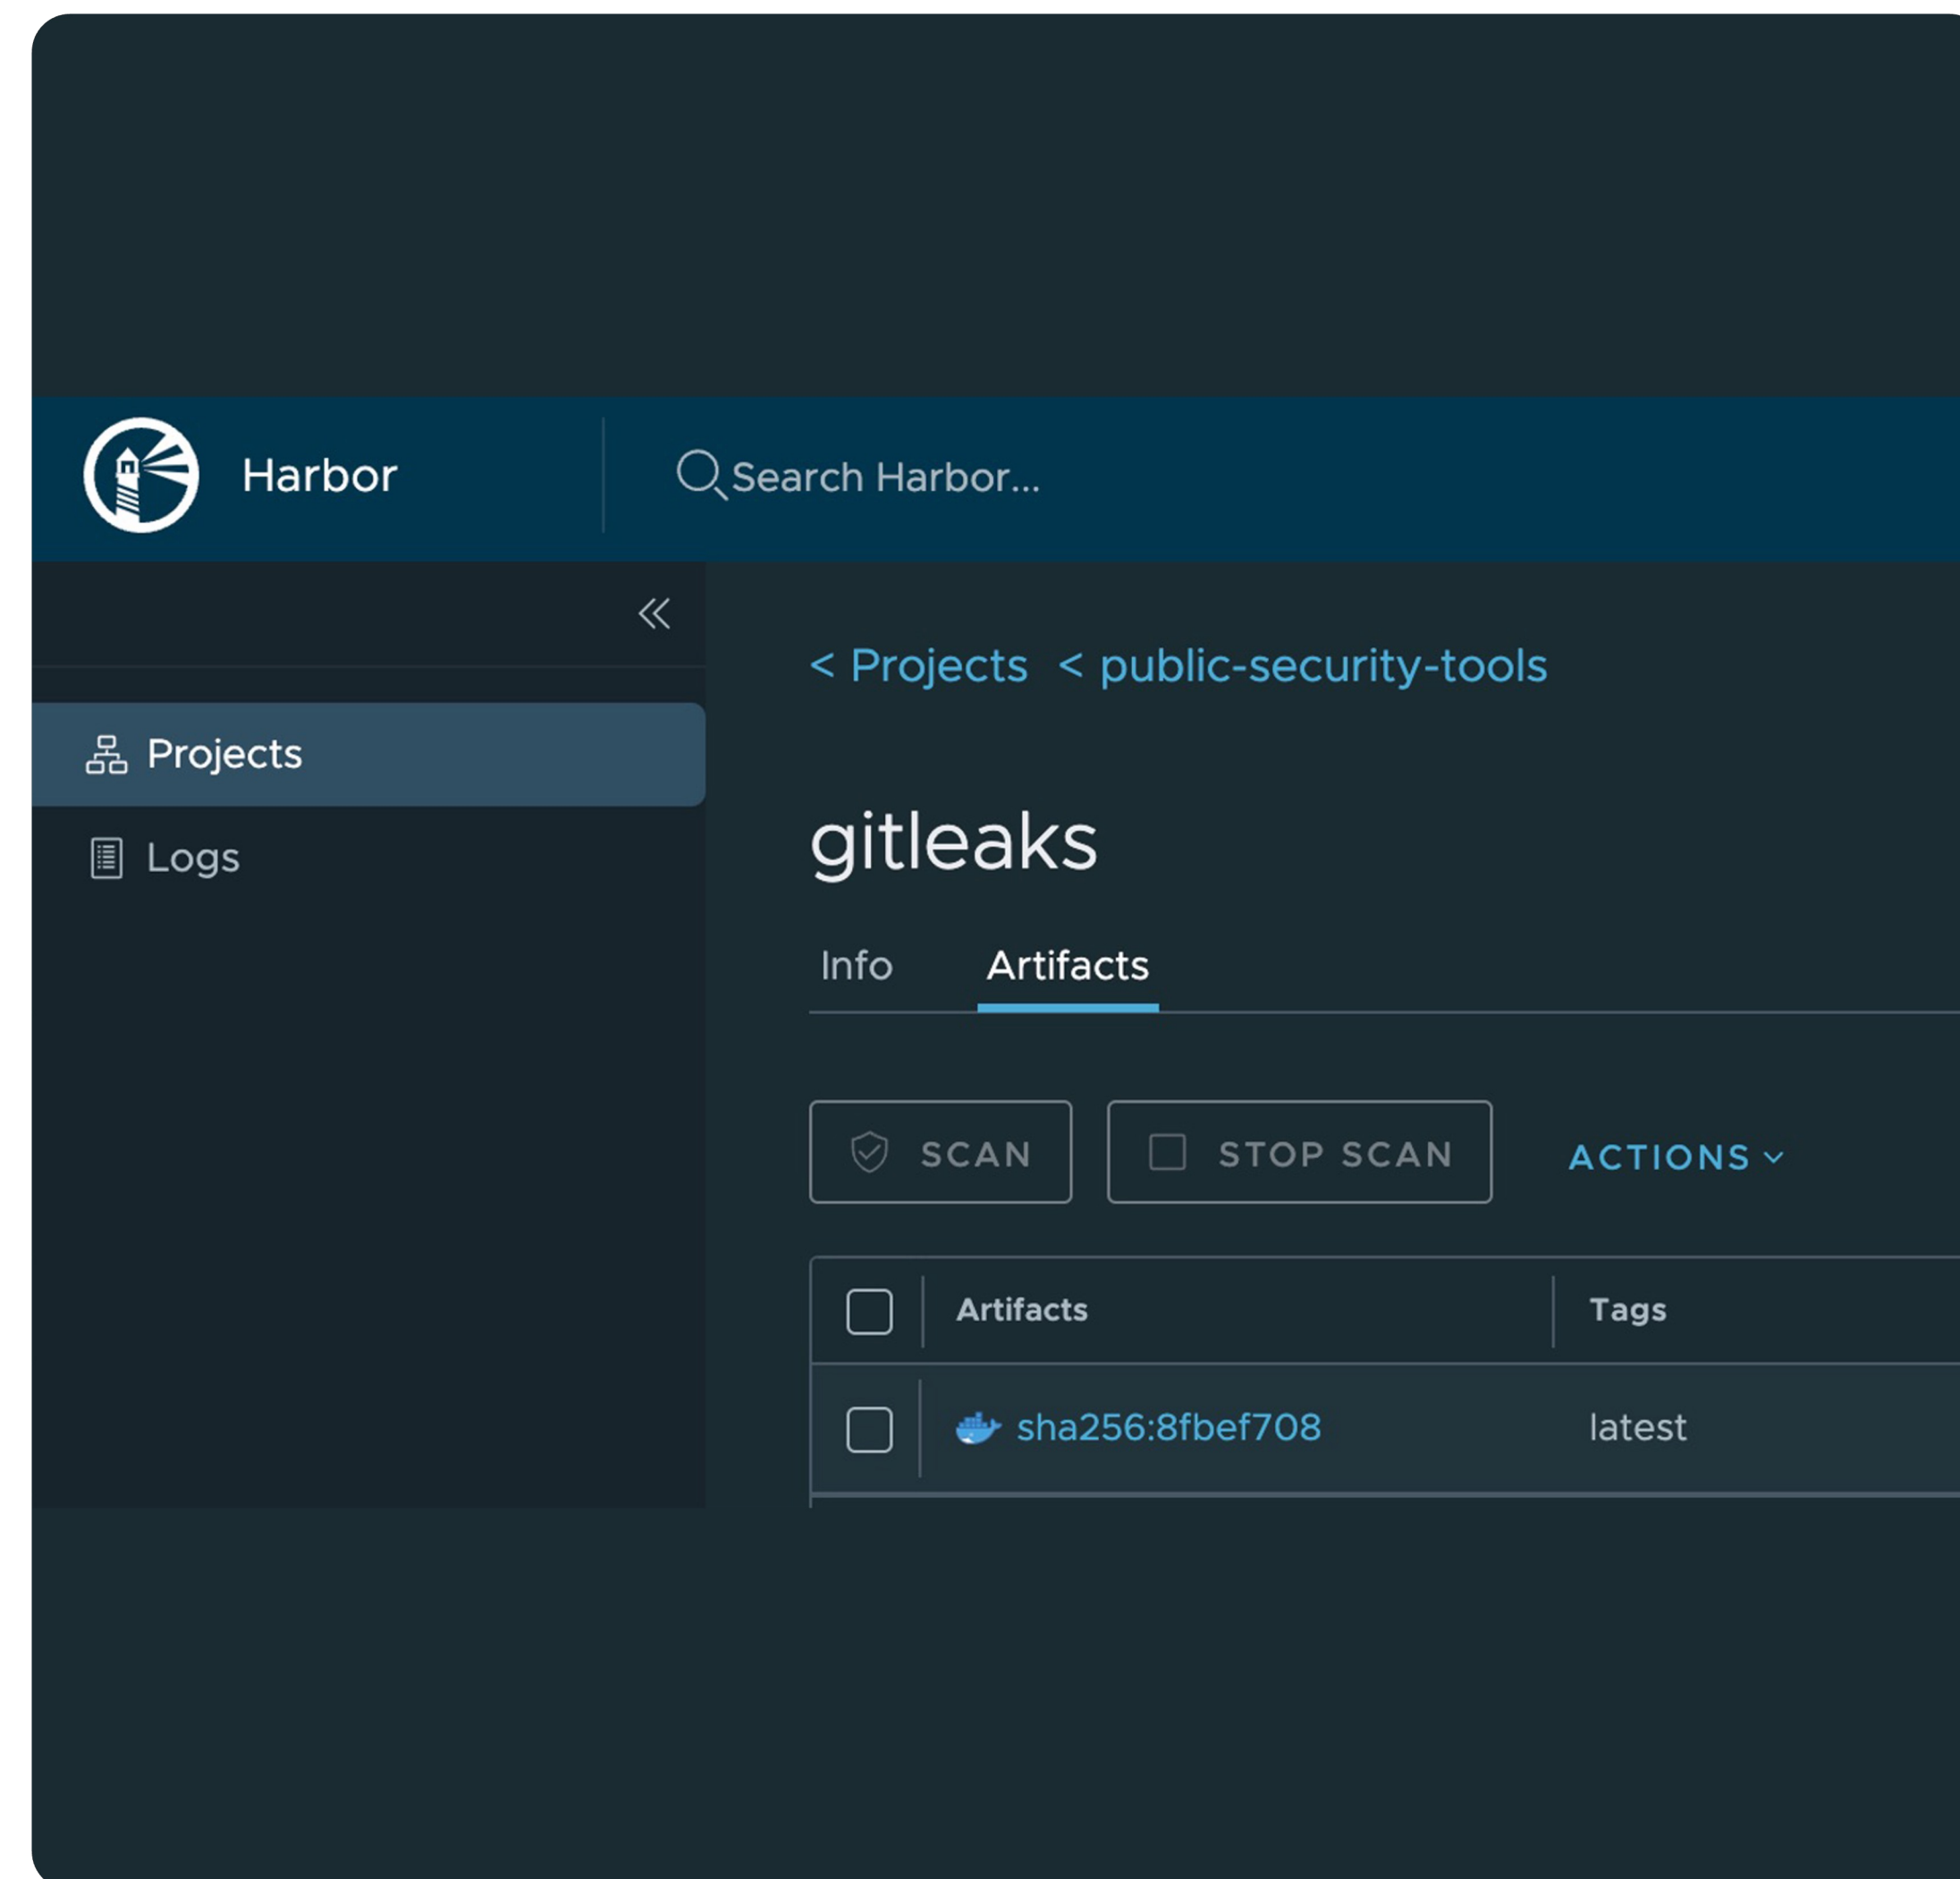 Harbor
Search Harbor...
< Projects < public-security-tools
Projects
Logs
gitleaks
Info Artifacts
SCAN STOP SCAN ACTIONS
Artifacts Tags
sha256:8fbef708 latest